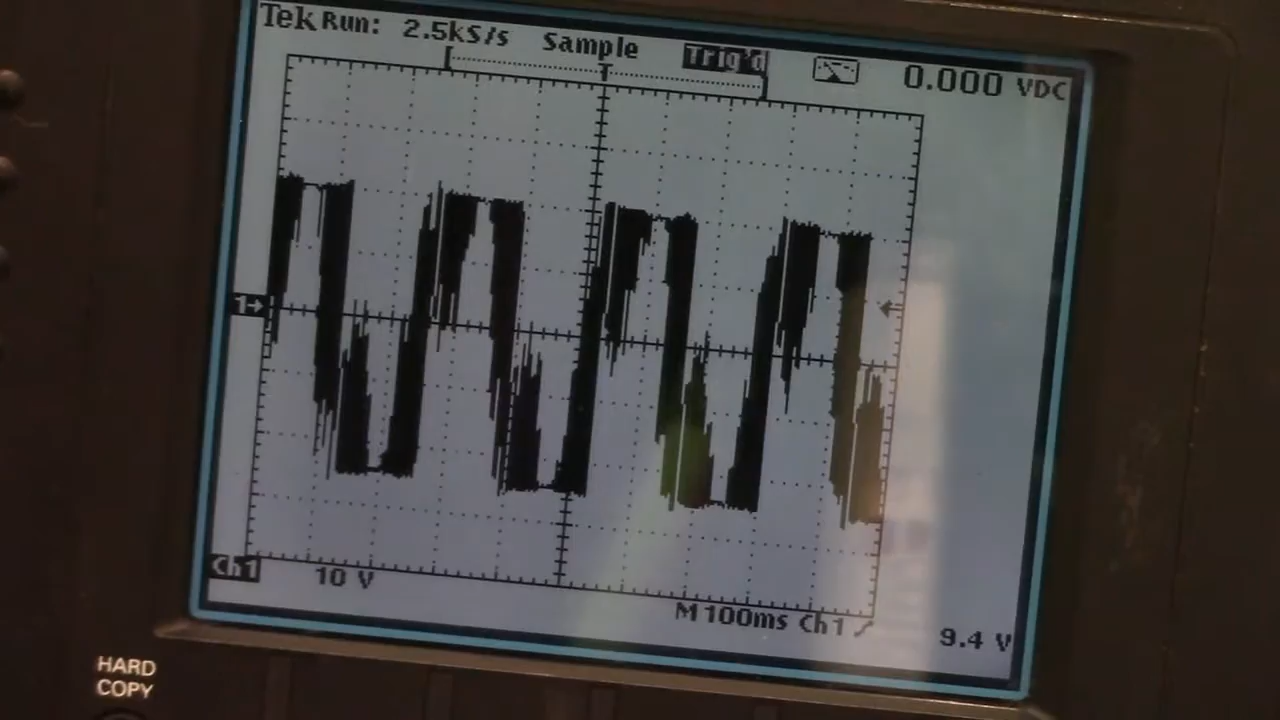 Tek Run: 2.5kS/s Sample Trig'd 0.000 VDC
T
1
Ch1 10 V
M 100ms Ch1 9.4 V
HARD
COPY